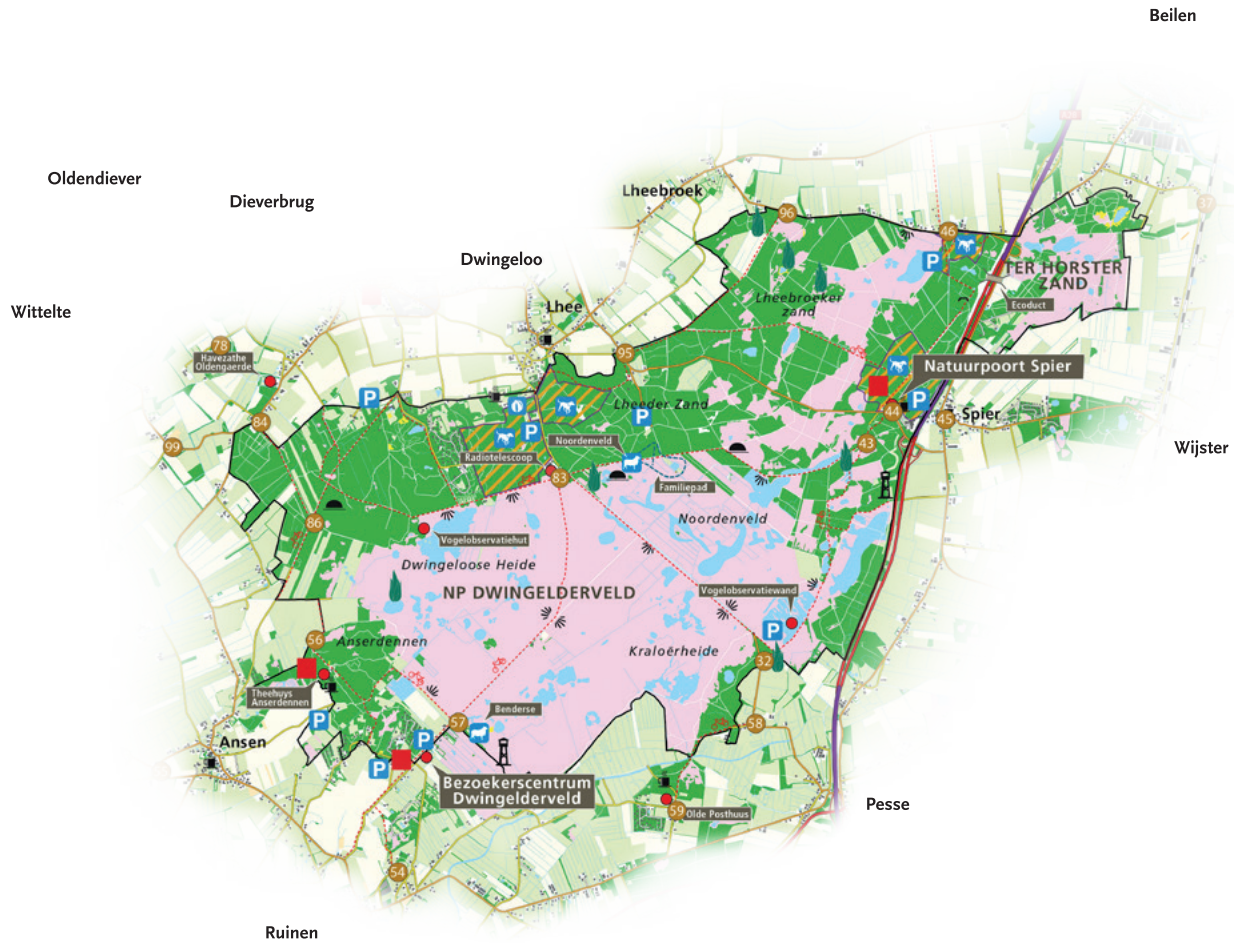 Beilen
Oldendiever
Dieverbrug
Lheebroek
96
37
46
P
Dwingeloo
TER HORSTER
ZAND
Lheebroeker
zand
Ecoduct
Wittelte
Lhee
78
Havezathe
Oldengaerde
95
Natuurpoort Spier
P
P
Lheeder Zand
P
44
45
Spier
84
99
P
Noordenveld
43
Wijster
Radiotelescoop
83
Familiepad
86
Noordenveld
Vogelobservatiehut
Dwingeloose Heide
NP DWINGELDERVELD
Vogelobservatiewand
P
56
Anserdennen
Kraloërheide
32
Theehuys
Anserdennen
P
57
Benderse
58
Ansen
P
P
Bezoekerscentrum
Dwingelderveld
59
Olde Posthuus
Pesse
54
Ruinen